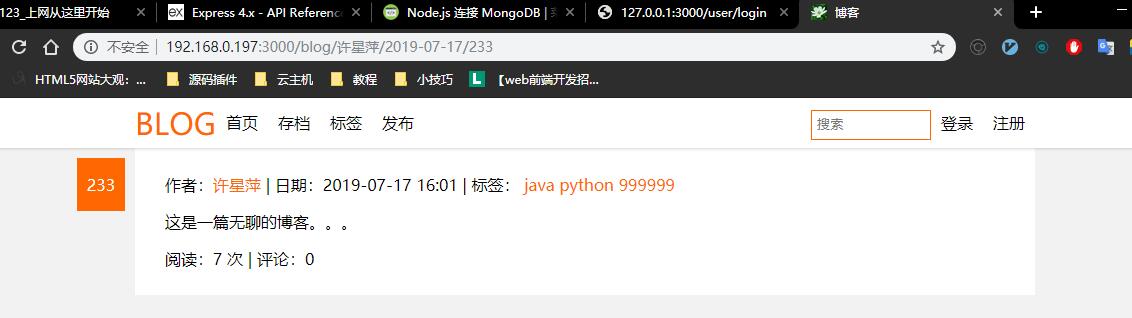 123_上网从这里开始 Express 4.x - API Reference Node.js 连接 MongoDB | 127.0.0.1:3000/user/login 博客
不安全 | 192.168.0.197:3000/blog/许星萍/2019-07-17/233
HTML5网站大观：... 源码插件 云主机 教程 小技巧 L 【web前端开发招...
BLOG 首页 存档 标签 发布 搜索 登录 注册
233
作者：许星萍 | 日期：2019-07-17 16:01 | 标签： java python 999999
这是一篇无聊的博客。。。
阅读：7 次 | 评论：0